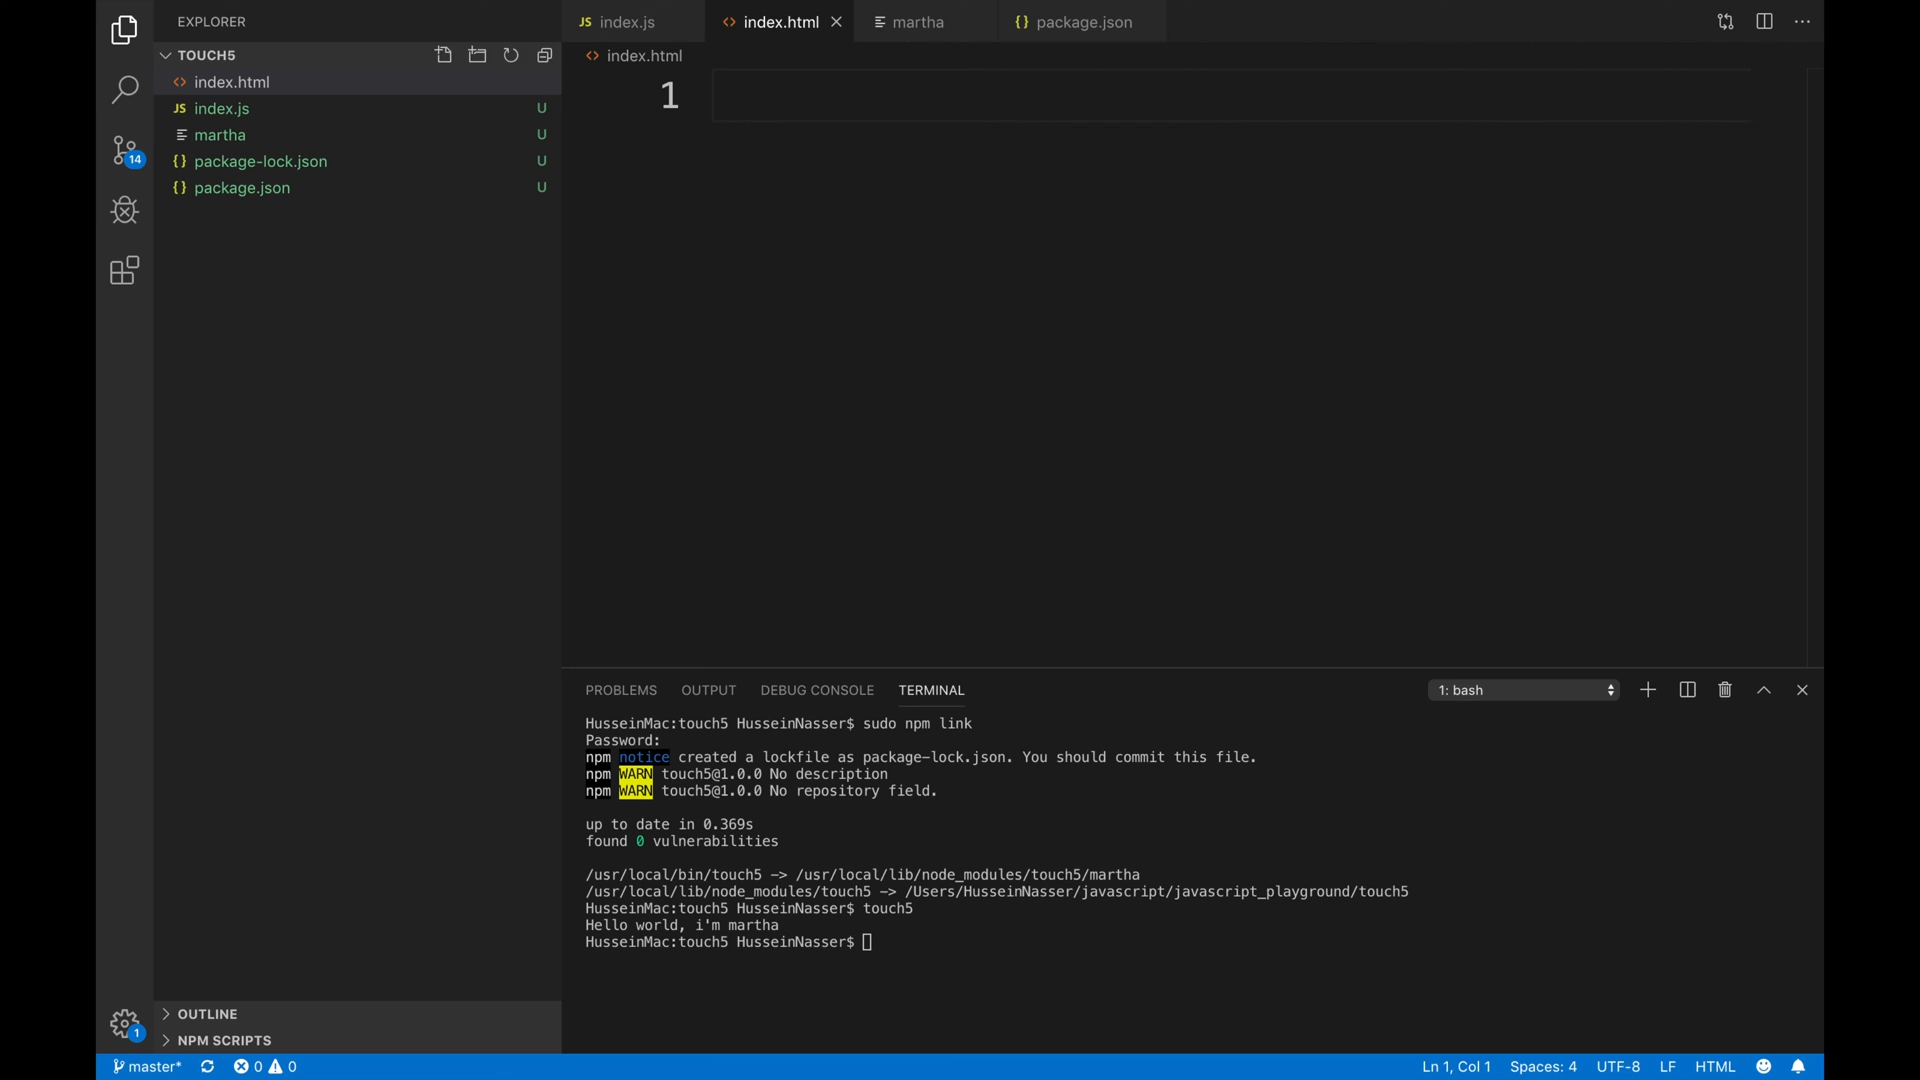 EXPLORER
TOUCH5
index.html
JS index.js U
martha U
{} package-lock.json U
{} package.json U
14
OUTLINE
NPM SCRIPTS
1
JS index.js
<> index.html
martha
{} package.json
<> index.html
1
PROBLEMS OUTPUT DEBUG CONSOLE TERMINAL
1: bash
HusseinMac:touch5 HusseinNasser$ sudo npm link
Password:
npm notice created a lockfile as package-lock.json. You should commit this file.
npm WARN touch5@1.0.0 No description
npm WARN touch5@1.0.0 No repository field.
up to date in 0.369s
found 0 vulnerabilities
/usr/local/bin/touch5 -> /usr/local/lib/node_modules/touch5/martha
/usr/local/lib/node_modules/touch5 -> /Users/HusseinNasser/javascript/javascript_playground/touch5
HusseinMac:touch5 HusseinNasser$ touch5
Hello world, i'm martha
HusseinMac:touch5 HusseinNasser$
master* 0 0 Ln 1, Col 1 Spaces: 4 UTF-8 LF HTML